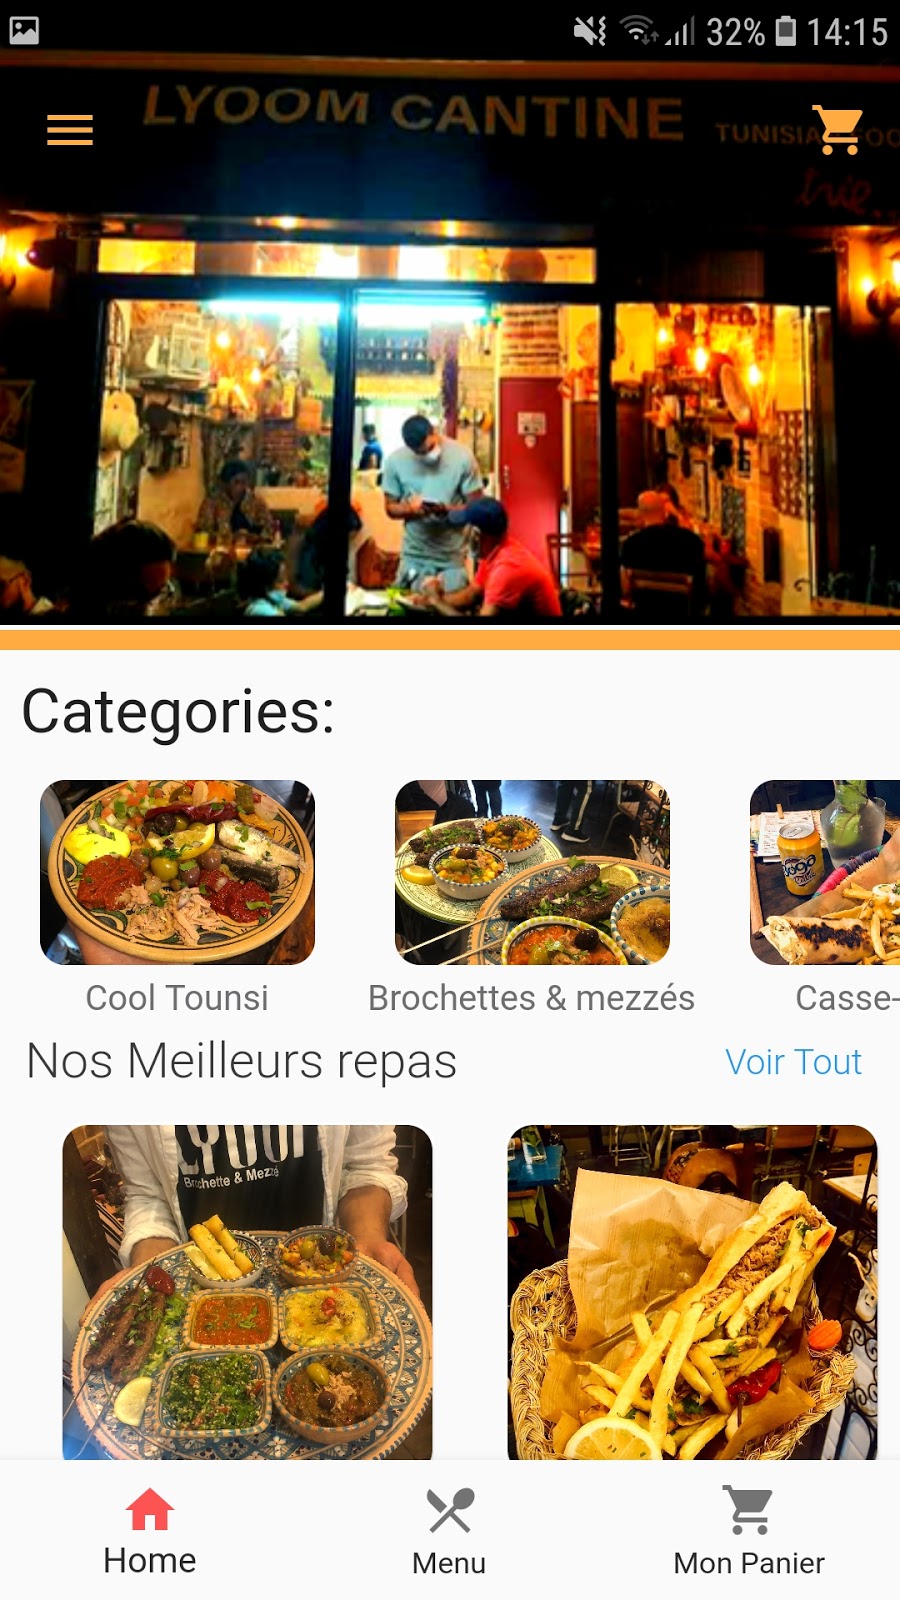 32% 14:15
LYOOM CANTINE
TUNISIA
Categories:
Cool Tounsi
Brochettes & mezzés
Casse-
Nos Meilleurs repas
Voir Tout
Brochette & Mezzé
Home
Menu
Mon Panier